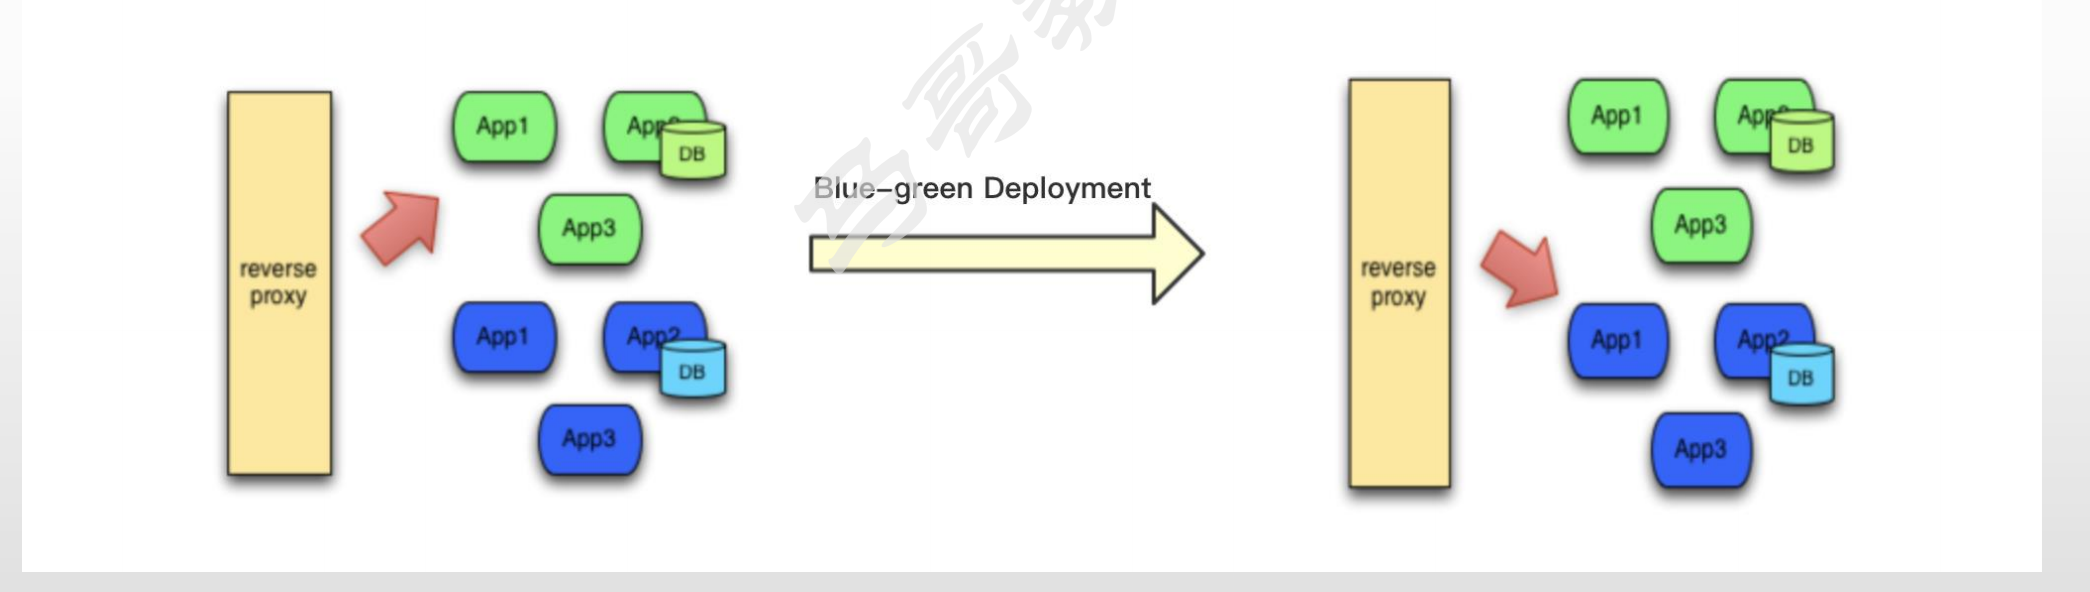 reverse
proxy
App1
App2
DB
App3
App1
App2
DB
App3
Blue-green Deployment
reverse
proxy
App1
App2
DB
App3
App1
App2
DB
App3
马哥教